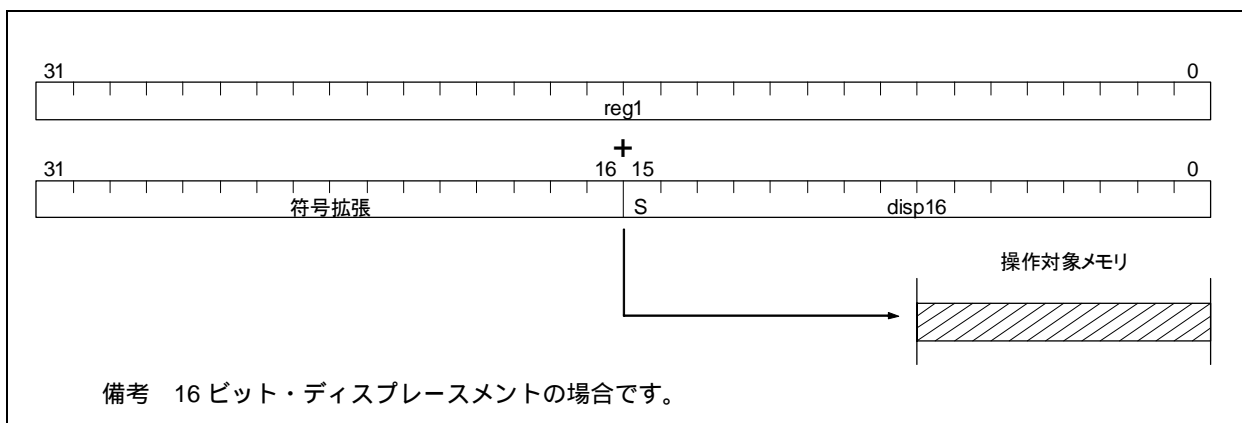 31 0
reg1
+
31 16 15 0
符号拡張 S disp16
操作対象メモリ
備考 16 ビット・ディスプレースメントの場合です。